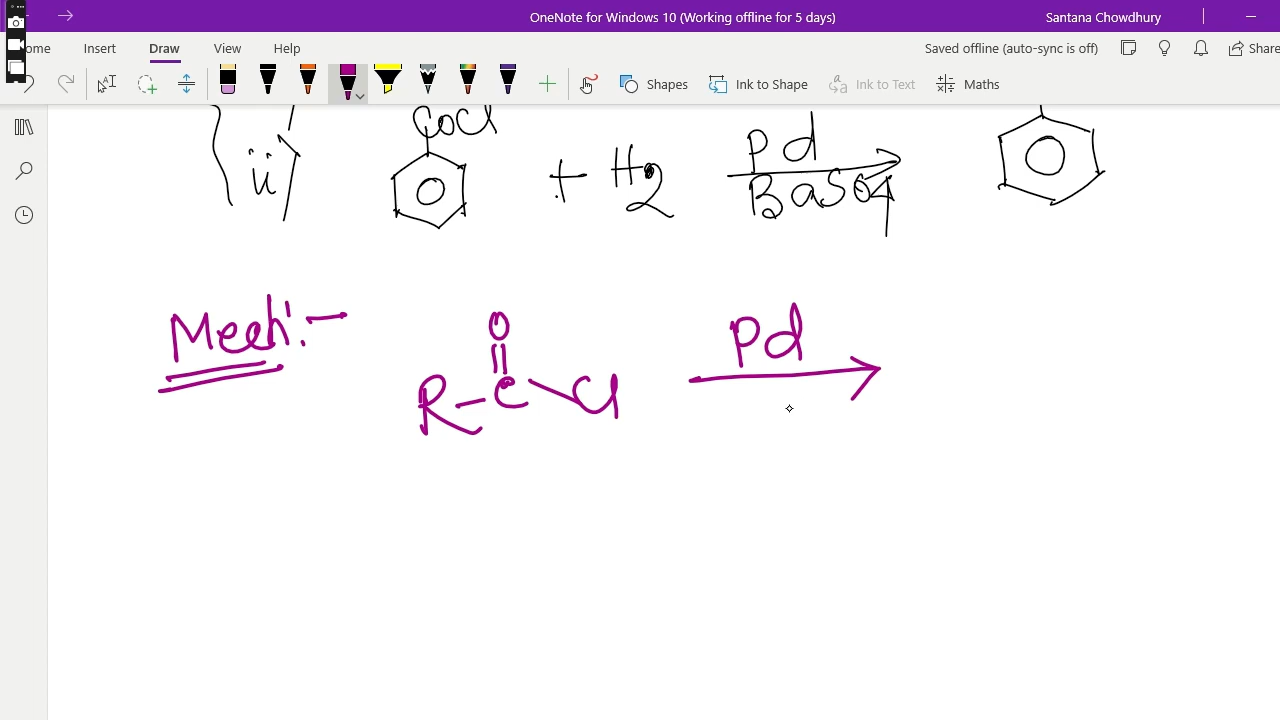 OneNote for Windows 10 (Working offline for 5 days)
Santana Chowdhury
ome Insert Draw View Help
Saved offline (auto-sync is off)
Share
Shapes
Ink to Shape
Ink to Text
Maths
COCl
ii
+ H2
Pd
BaSO4
Mech:-
O
R-C-Cl
Pd